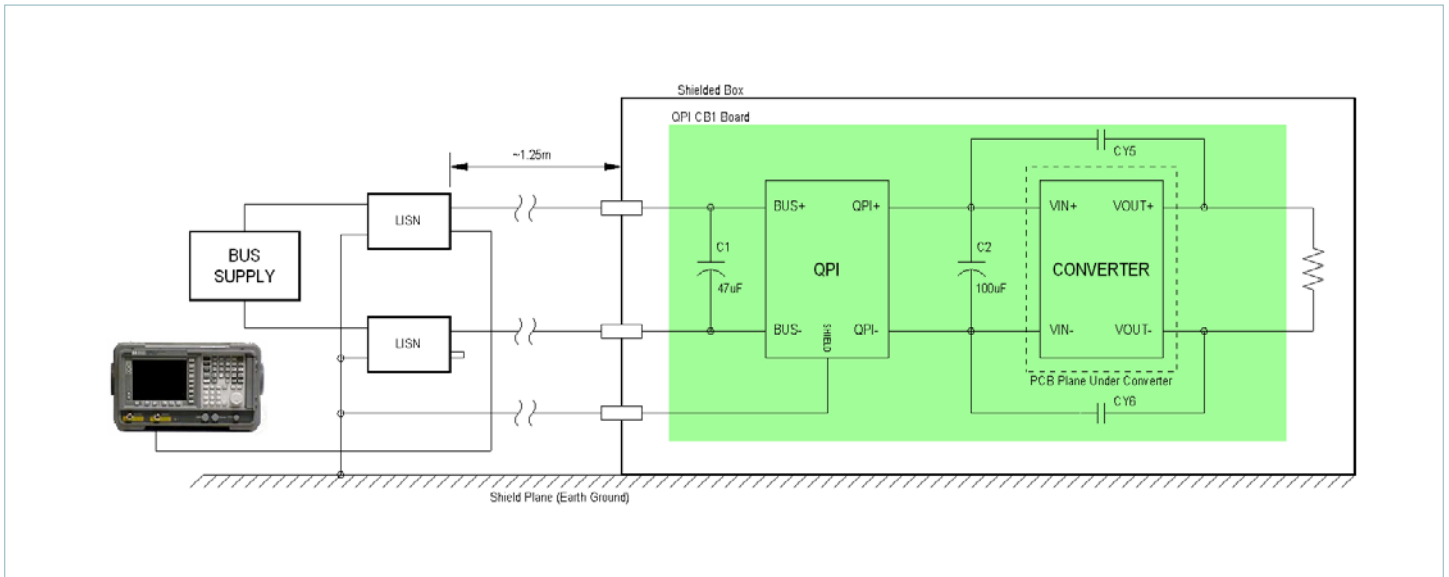 Shielded Box
QPI CB1 Board
~1.25m
CY5
LISN
BUS+
QPI+
VIN+
VOUT+
BUS
SUPPLY
C1
47uF
QPI
C2
100uF
CONVERTER
LISN
BUS-
SHIELD
QPI-
VIN-
VOUT-
PCB Plane Under Converter
CY6
Shield Plane (Earth Ground)